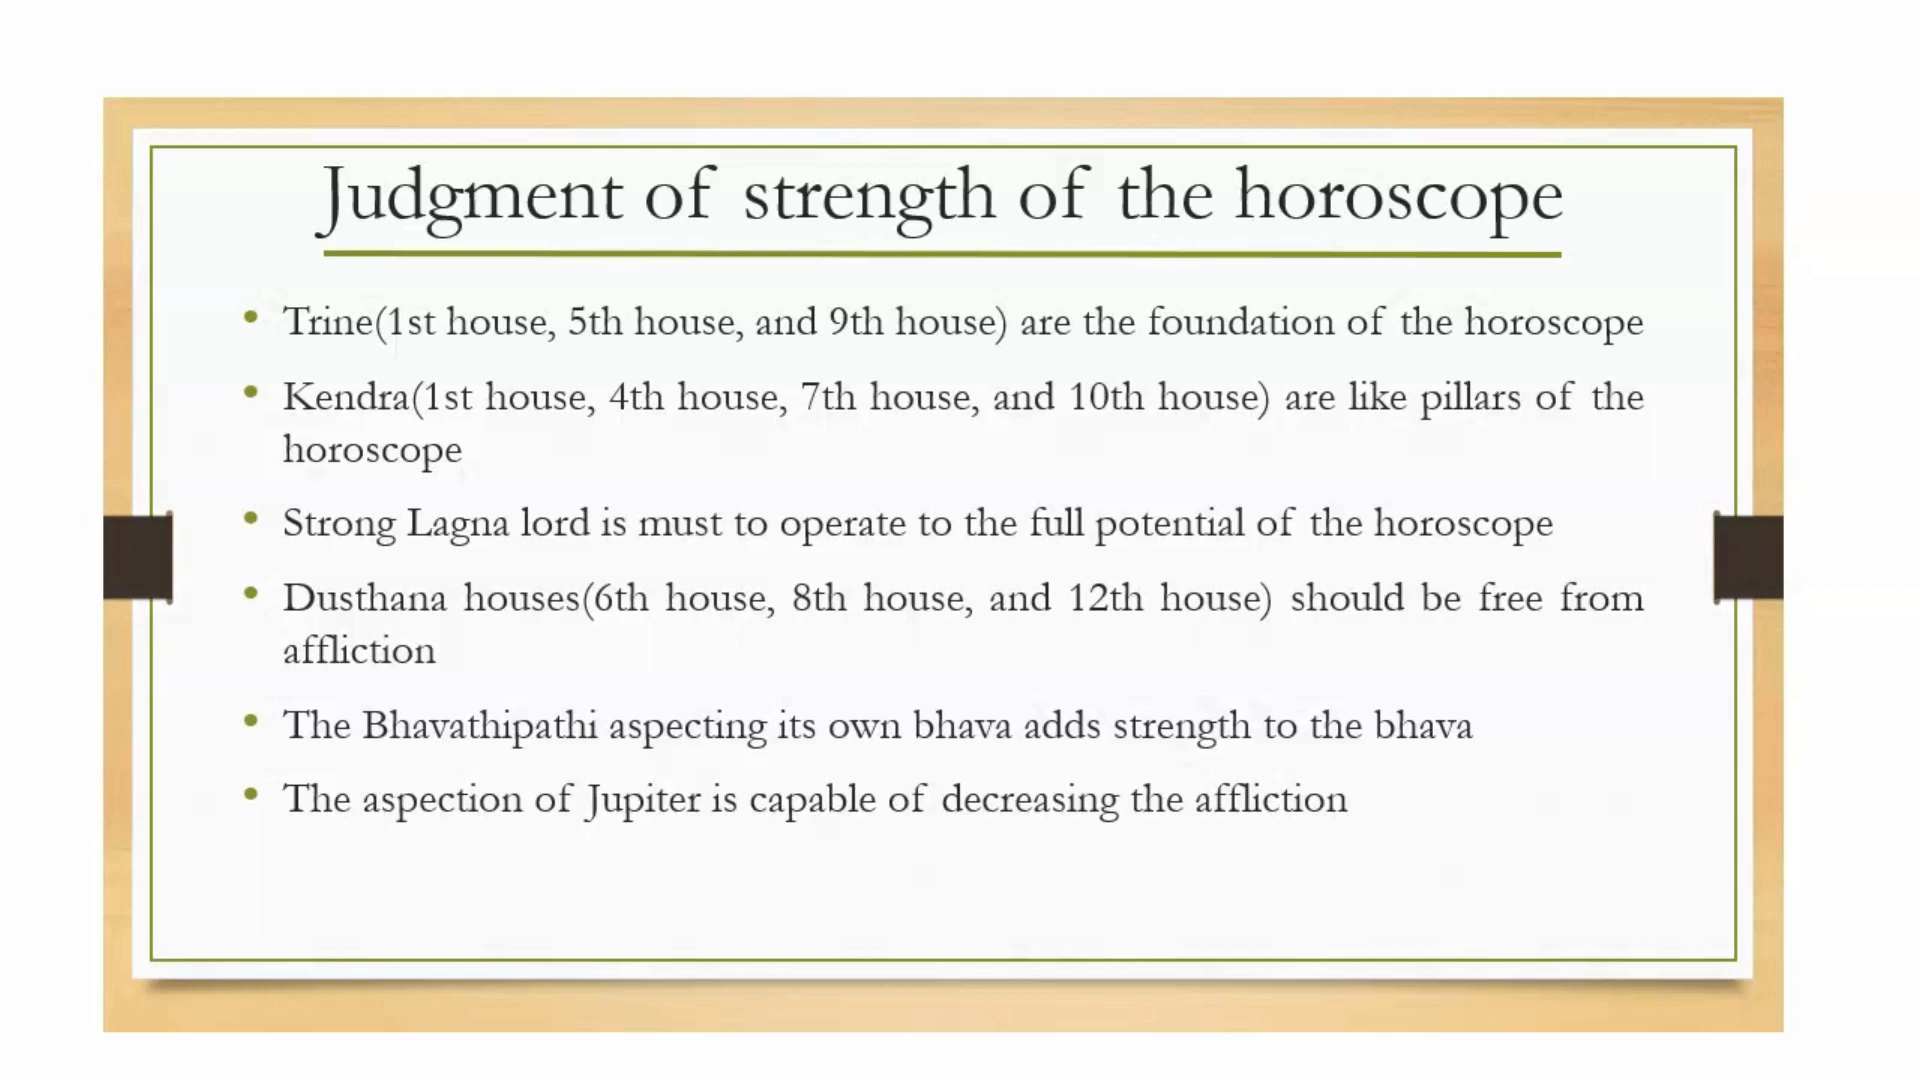 Judgment of strength of the horoscope
• Trine(1st house, 5th house, and 9th house) are the foundation of the horoscope
• Kendra(1st house, 4th house, 7th house, and 10th house) are like pillars of the
horoscope
• Strong Lagna lord is must to operate to the full potential of the horoscope
• Dusthana houses(6th house, 8th house, and 12th house) should be free from
affliction
• The Bhavathipathi aspecting its own bhava adds strength to the bhava
• The aspection of Jupiter is capable of decreasing the affliction